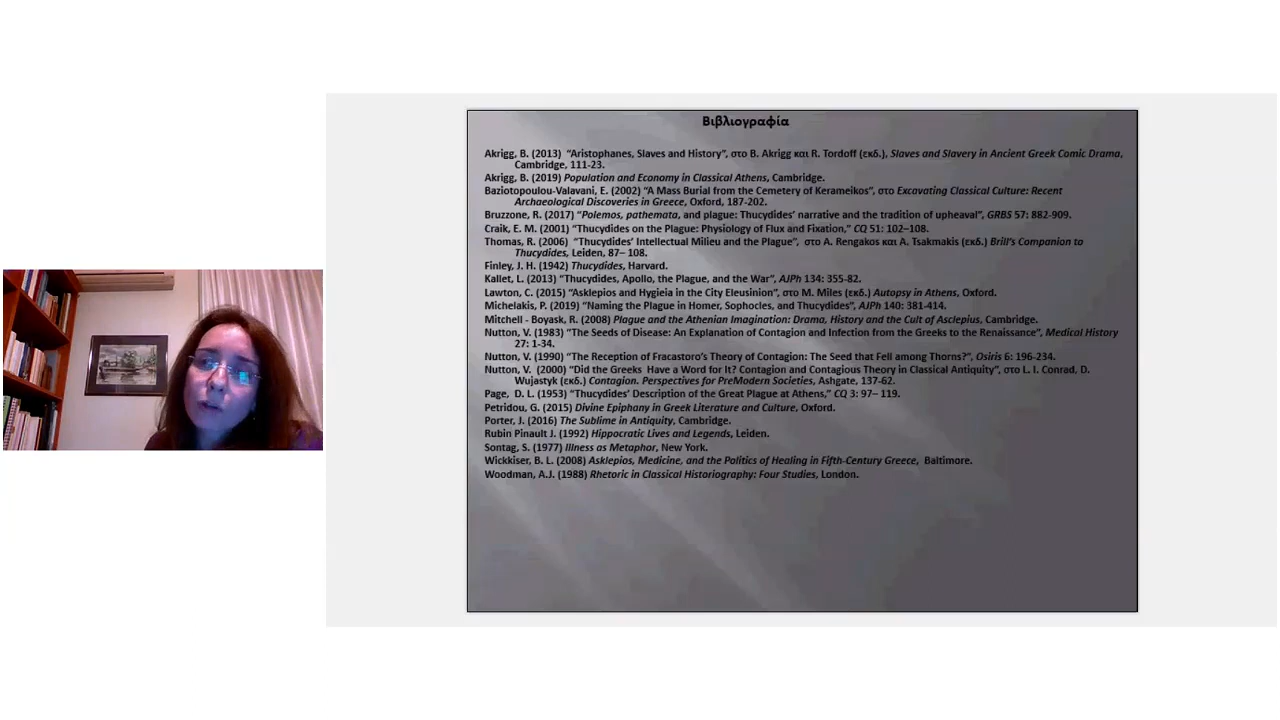 Βιβλιογραφία
Akrigg, B. (2013) "Aristophanes, Slaves and History", στο B. Akrigg και R. Tordoff (εκδ.), Slaves and Slavery in Ancient Greek Comic Drama,
Cambridge, 111-23.
Akrigg, B. (2019) Population and Economy in Classical Athens, Cambridge.
Baziotopoulou-Valavani, E. (2002) "A Mass Burial from the Cemetery of Kerameikos", στο Excavating Classical Culture: Recent
Archaeological Discoveries in Greece, Oxford, 187-202.
Bruzzone, R. (2017) "Polemos, pathemata, and plague: Thucydides' narrative and the tradition of upheaval", GRBS 57: 882-909.
Craik, E. M. (2001) "Thucydides on the Plague: Physiology of Flux and Fixation," CQ 51: 102–108.
Thomas, R. (2006) "Thucydides' Intellectual Milieu and the Plague", στο A. Rengakos και A. Tsakmakis (εκδ.) Brill's Companion to
Thucydides, Leiden, 87– 108.
Finley, J. H. (1942) Thucydides, Harvard.
Kallet, L. (2013) "Thucydides, Apollo, the Plague, and the War", AJPh 134: 355-82.
Lawton, C. (2015) "Asklepios and Hygieia in the City Eleusinion", στο M. Miles (εκδ.) Autopsy in Athens, Oxford.
Michelakis, P. (2019) "Naming the Plague in Homer, Sophocles, and Thucydides", AJPh 140: 381-414.
Mitchell - Boyask, R. (2008) Plague and the Athenian Imagination: Drama, History and the Cult of Asclepius, Cambridge.
Nutton, V. (1983) "The Seeds of Disease: An Explanation of Contagion and Infection from the Greeks to the Renaissance", Medical History
27: 1-34.
Nutton, V. (1990) "The Reception of Fracastoro's Theory of Contagion: The Seed that Fell among Thorns?", Osiris 6: 196-234.
Nutton, V. (2000) "Did the Greeks Have a Word for It? Contagion and Contagious Theory in Classical Antiquity", στο L. I. Conrad, D.
Wujastyk (εκδ.) Contagion. Perspectives for PreModern Societies, Ashgate, 137-62.
Page, D. L. (1953) "Thucydides' Description of the Great Plague at Athens," CQ 3: 97– 119.
Petridou, G. (2015) Divine Epiphany in Greek Literature and Culture, Oxford.
Porter, J. (2016) The Sublime in Antiquity, Cambridge.
Rubin Pinault J. (1992) Hippocratic Lives and Legends, Leiden.
Sontag, S. (1977) Illness as Metaphor, New York.
Wickkiser, B. L. (2008) Asklepios, Medicine, and the Politics of Healing in Fifth-Century Greece, Baltimore.
Woodman, A.J. (1988) Rhetoric in Classical Historiography: Four Studies, London.